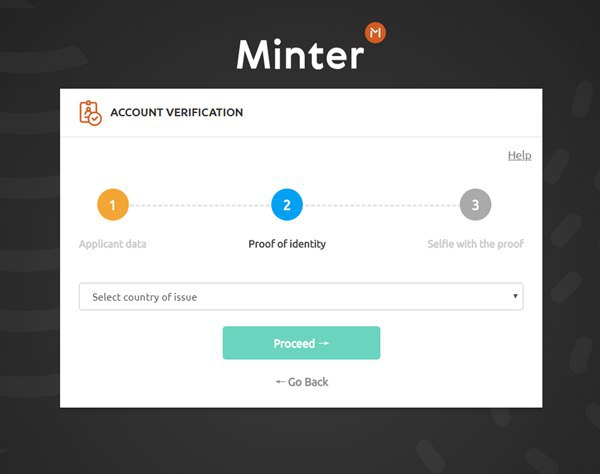 Minter
M
ACCOUNT VERIFICATION
Help
1
2
3
Applicant data
Proof of identity
Selfie with the proof
Select country of issue
Proceed →
← Go Back